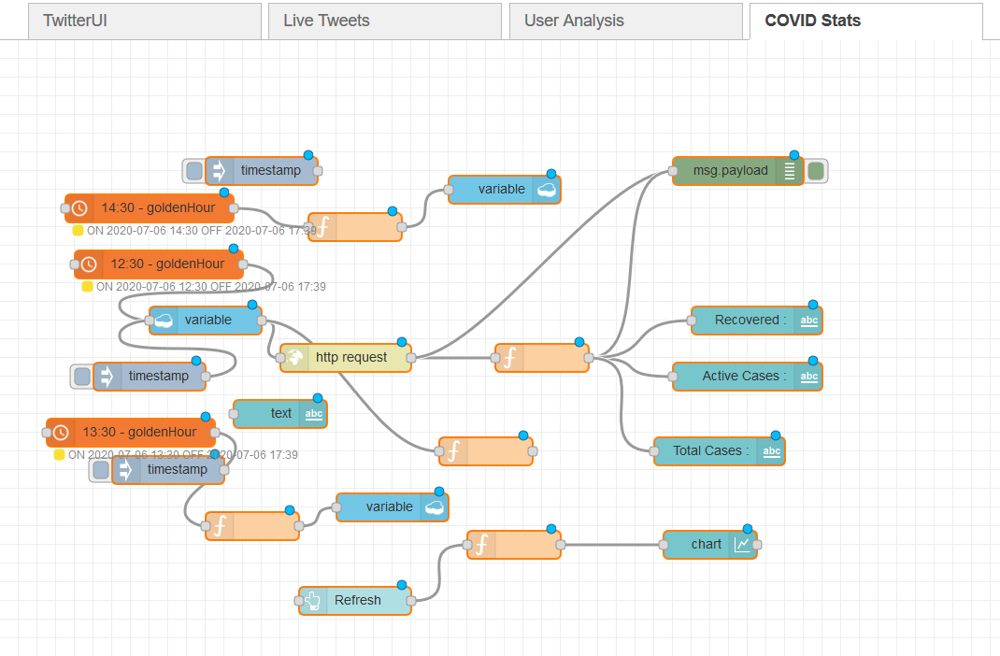 TwitterUI
Live Tweets
User Analysis
COVID Stats
timestamp
msg.payload
variable
14:30 - goldenHour
ON 2020-07-06 14:30 OFF 2020-07-06 17:39
12:30 - goldenHour
ON 2020-07-06 12:30 OFF 2020-07-06 17:39
variable
Recovered :
abc
http request
timestamp
Active Cases :
abc
text
abc
13:30 - goldenHour
ON 2020-07-06 13:30 OFF 2020-07-06 17:39
Total Cases :
abc
timestamp
variable
chart
Refresh